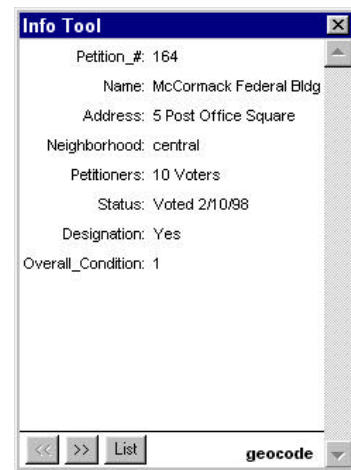 Info Tool
Petition_#: 164
Name: McCormack Federal Bldg
Address: 5 Post Office Square
Neighborhood: central
Petitioners: 10 Voters
Status: Voted 2/10/98
Designation: Yes
Overall_Condition: 1
<< >> List geocode